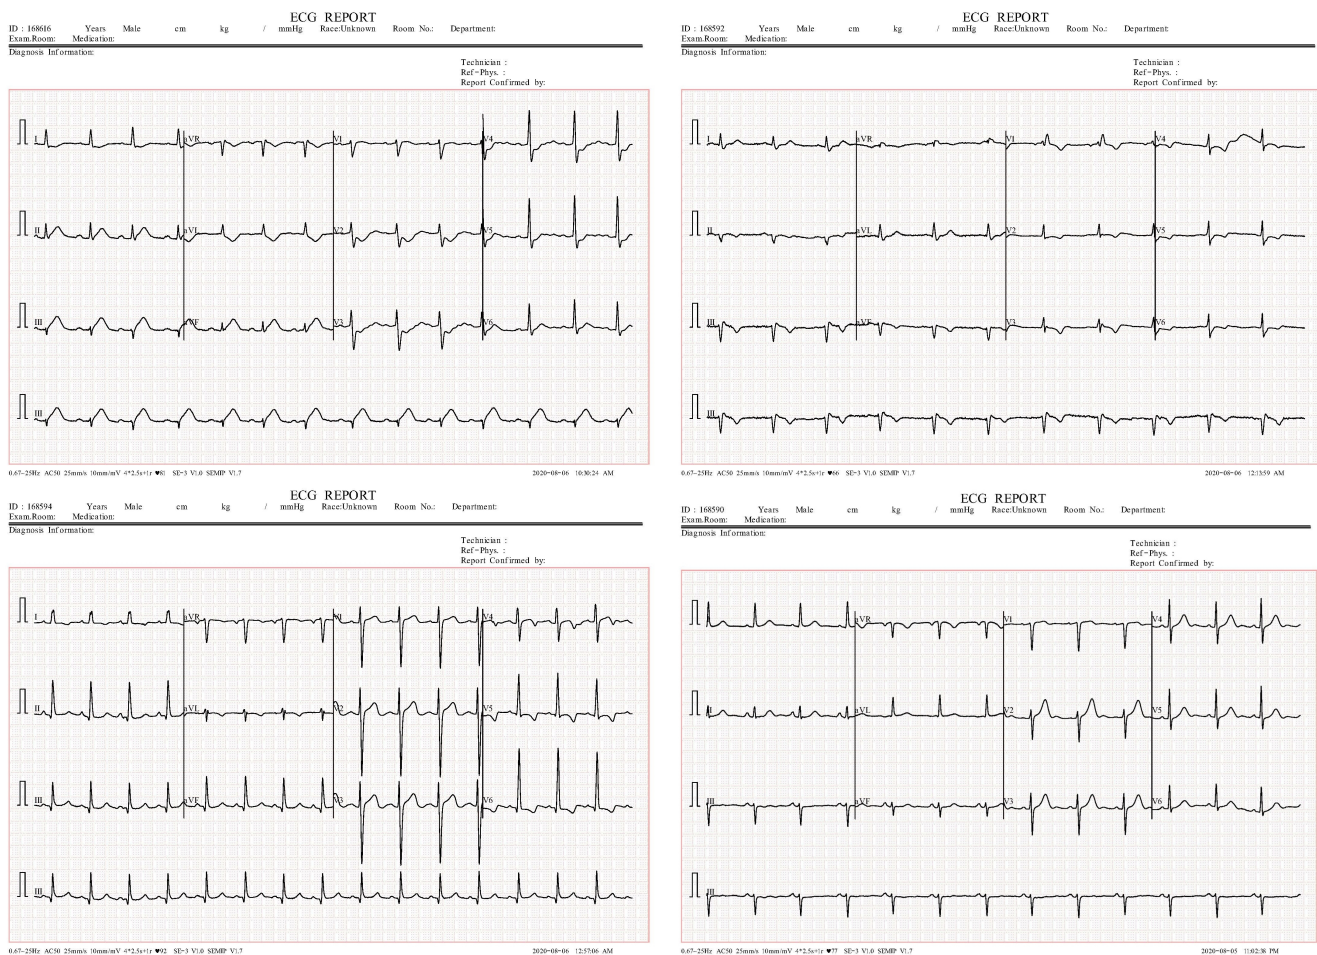 ECG REPORT
ID : 168616 Years Male cm kg / mmHg Race:Unknown Room No.: Department:
Exam.Room: Medication:
Diagnosis Information:
Technician :
Ref-Phys. :
Report Confirmed by:
I aVR V1 V4
II aVL V2 V5
III aVF V3 V6
III
0.67-25Hz AC50 25mm/s 10mm/mV 4*2.5s+1r ♥81 SE-3 V1.0 SEMIP V1.7 2020-08-06 10:30:24 AM
ECG REPORT
ID : 168592 Years Male cm kg / mmHg Race:Unknown Room No.: Department:
Exam.Room: Medication:
Diagnosis Information:
Technician :
Ref-Phys. :
Report Confirmed by:
I aVR V1 V4
II aVL V2 V5
III aVF V3 V6
III
0.67-25Hz AC50 25mm/s 10mm/mV 4*2.5s+1r ♥66 SE-3 V1.0 SEMIP V1.7 2020-08-06 12:13:59 AM
ECG REPORT
ID : 168594 Years Male cm kg / mmHg Race:Unknown Room No.: Department:
Exam.Room: Medication:
Diagnosis Information:
Technician :
Ref-Phys. :
Report Confirmed by:
I aVR V1 V4
II aVL V2 V5
III aVF V3 V6
III
0.67-25Hz AC50 25mm/s 10mm/mV 4*2.5s+1r ♥92 SE-3 V1.0 SEMIP V1.7 2020-08-06 12:57:06 AM
ECG REPORT
ID : 168590 Years Male cm kg / mmHg Race:Unknown Room No.: Department:
Exam.Room: Medication:
Diagnosis Information:
Technician :
Ref-Phys. :
Report Confirmed by:
I aVR V1 V4
II aVL V2 V5
III aVF V3 V6
III
0.67-25Hz AC50 25mm/s 10mm/mV 4*2.5s+1r ♥77 SE-3 V1.0 SEMIP V1.7 2020-08-05 11:02:38 PM